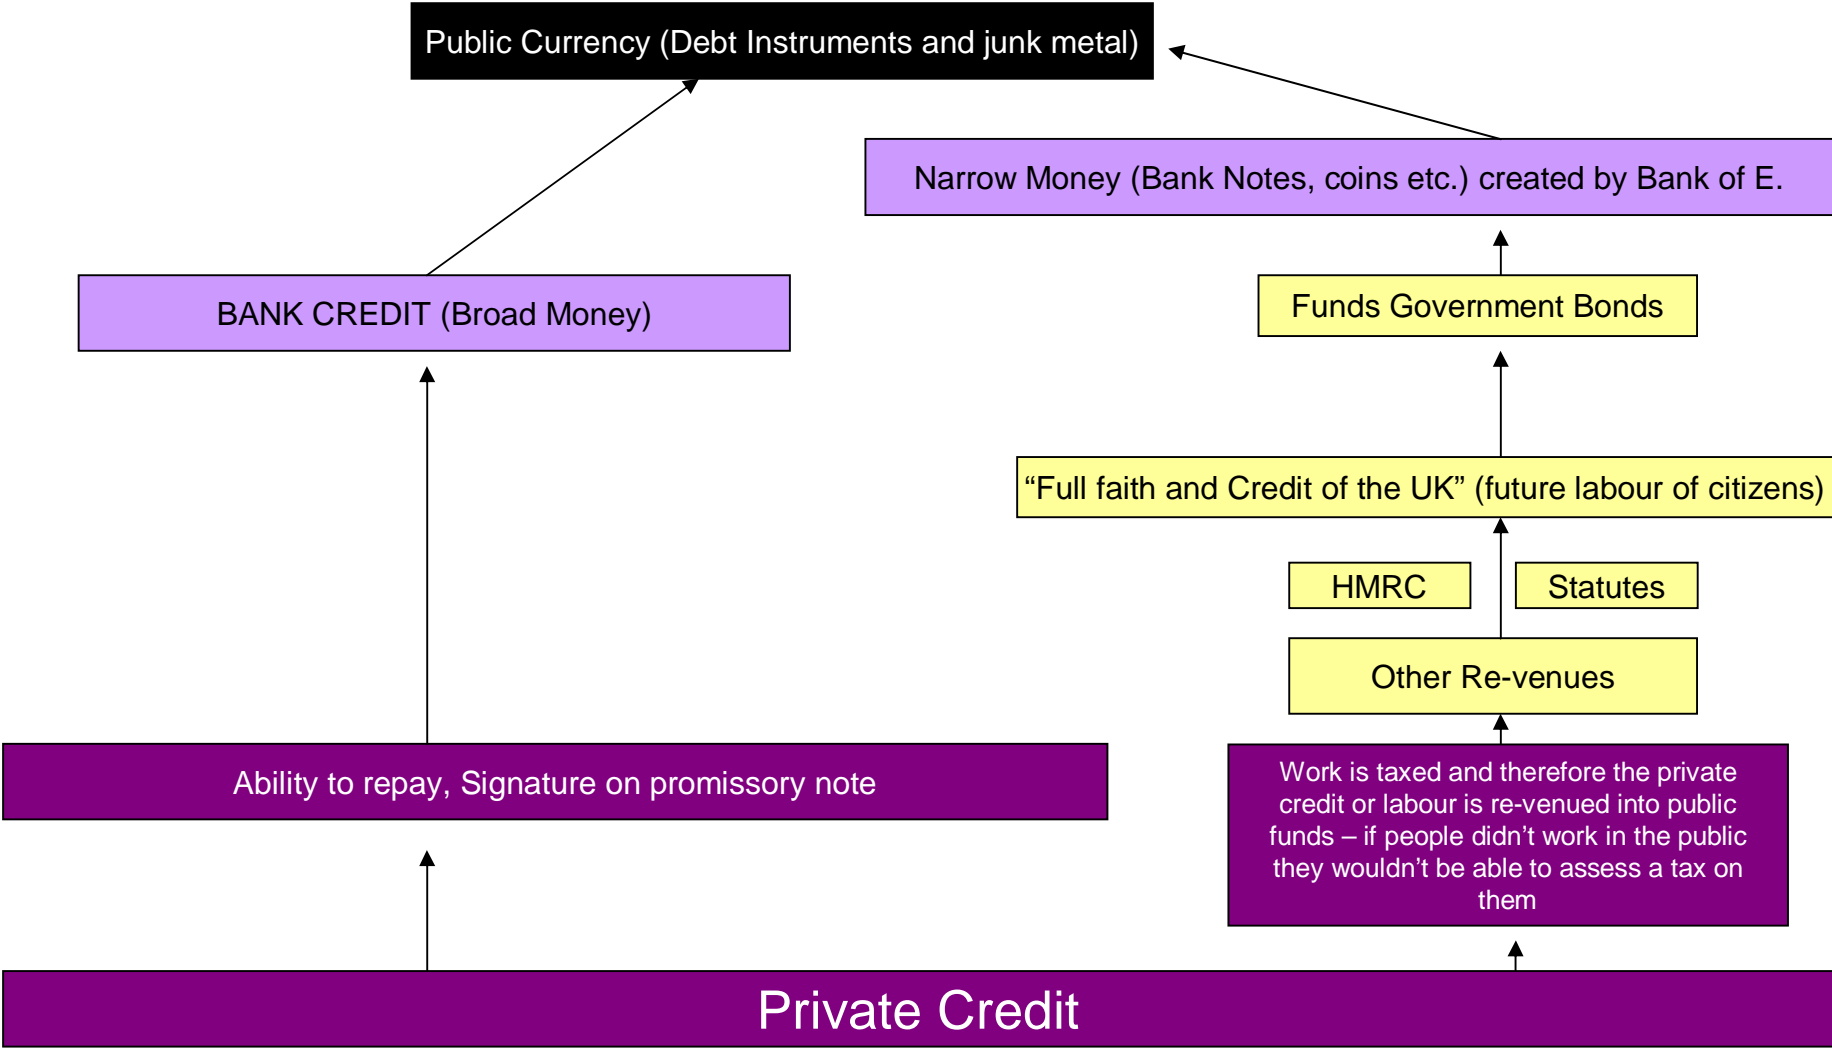 Public Currency (Debt Instruments and junk metal)
Narrow Money (Bank Notes, coins etc.) created by Bank of E.
BANK CREDIT (Broad Money)
Funds Government Bonds
“Full faith and Credit of the UK” (future labour of citizens)
HMRC
Statutes
Other Re-venues
Ability to repay, Signature on promissory note
Work is taxed and therefore the private
credit or labour is re-venued into public
funds – if people didn’t work in the public
they wouldn’t be able to assess a tax on
them
Private Credit